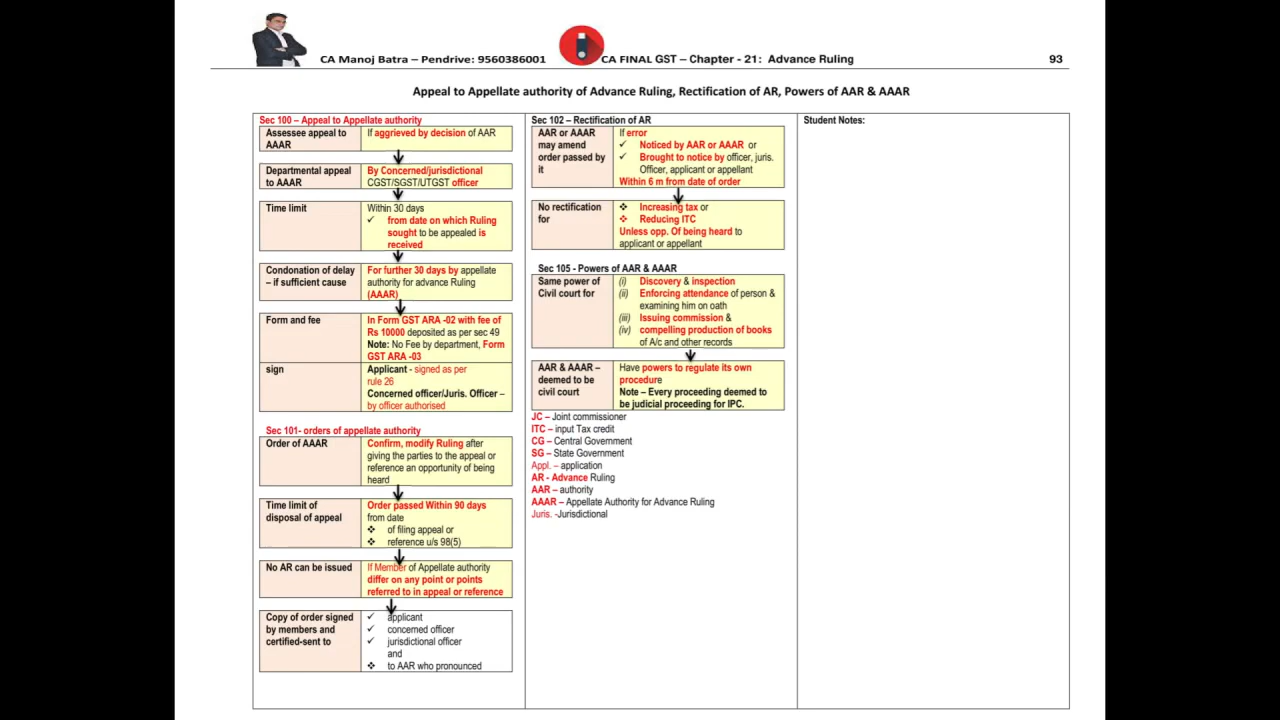 CA Manoj Batra – Pendrive: 9560386001
CA FINAL GST – Chapter - 21: Advance Ruling
93
Appeal to Appellate authority of Advance Ruling, Rectification of AR, Powers of AAR & AAAR
Sec 100 – Appeal to Appellate authority
Assessee appeal to
AAAR
If aggrieved by decision of AAR
Departmental appeal
to AAAR
By Concerned/jurisdictional
CGST/SGST/UTGST officer
Time limit
Within 30 days
✓ from date on which Ruling
sought to be appealed is
received
Condonation of delay
– if sufficient cause
For further 30 days by appellate
authority for advance Ruling
(AAAR)
Form and fee
In Form GST ARA -02 with fee of
Rs 10000 deposited as per sec 49
Note: No Fee by department, Form
GST ARA -03
sign
Applicant - signed as per
rule 26
Concerned officer/Juris. Officer –
by officer authorised
Sec 101- orders of appellate authority
Order of AAAR
Confirm, modify Ruling after
giving the parties to the appeal or
reference an opportunity of being
heard
Time limit of
disposal of appeal
Order passed Within 90 days
from date
❖ of filing appeal or
❖ reference u/s 98(5)
No AR can be issued
If Member of Appellate authority
differ on any point or points
referred to in appeal or reference
Copy of order signed
by members and
certified-sent to
✓ applicant
✓ concerned officer
✓ jurisdictional officer
and
❖ to AAR who pronounced
Sec 102 – Rectification of AR
AAR or AAAR
may amend
order passed by
it
If error
✓ Noticed by AAR or AAAR or
✓ Brought to notice by officer, juris.
Officer, applicant or appellant
Within 6 m from date of order
No rectification
for
❖ Increasing tax or
❖ Reducing ITC
Unless opp. Of being heard to
applicant or appellant
Sec 105 - Powers of AAR & AAAR
Same power of
Civil court for
(i) Discovery & inspection
(ii) Enforcing attendance of person &
examining him on oath
(iii) Issuing commission &
(iv) compelling production of books
of A/c and other records
AAR & AAAR –
deemed to be
civil court
Have powers to regulate its own
procedure
Note – Every proceeding deemed to
be judicial proceeding for IPC.
JC – Joint commissioner
ITC – input Tax credit
CG – Central Government
SG – State Government
Appl. – application
AR - Advance Ruling
AAR – authority
AAAR – Appellate Authority for Advance Ruling
Juris. -Jurisdictional
Student Notes: